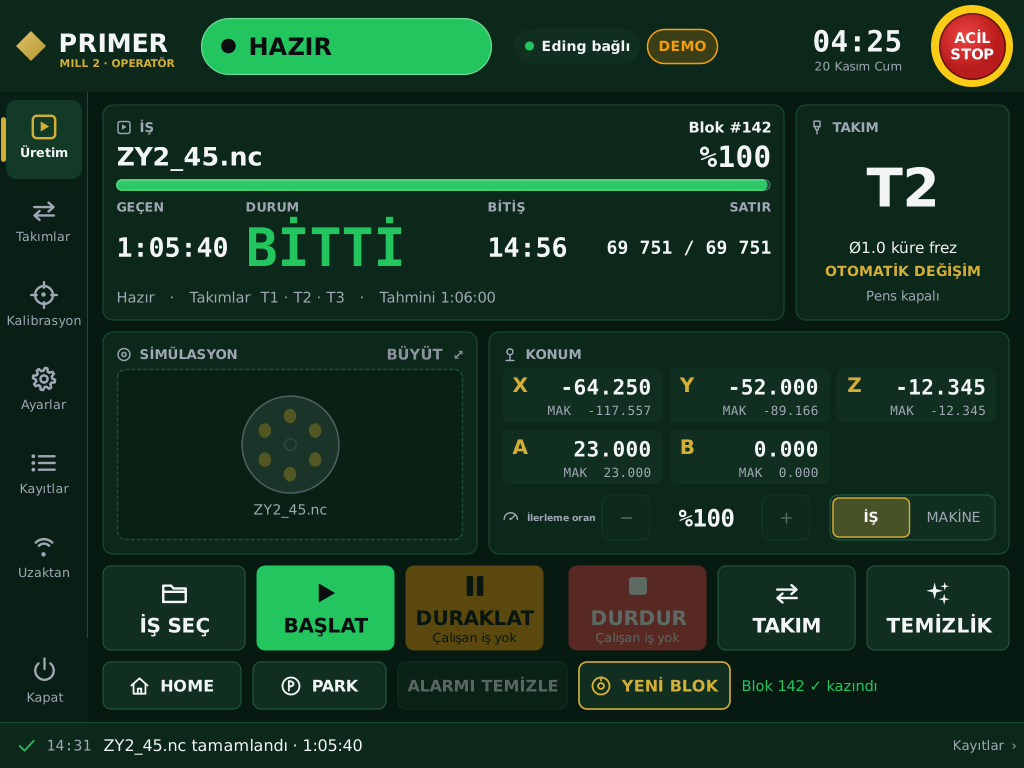 PRIMER
MILL 2 · OPERATÖR
HAZIR
Eding bağlı
DEMO
04:25
20 Kasım Cum
ACİL
STOP
Üretim
Takımlar
Kalibrasyon
Ayarlar
Kayıtlar
Uzaktan
Kapat
İŞ
Blok #142
ZY2_45.nc
%100
GEÇEN
DURUM
BİTİŞ
SATIR
1:05:40
BİTTİ
14:56
69 751 / 69 751
Hazır · Takımlar T1 · T2 · T3 · Tahmini 1:06:00
TAKIM
T2
Ø1.0 küre frez
OTOMATİK DEĞİŞİM
Pens kapalı
SİMÜLASYON
BÜYÜT ⤢
ZY2_45.nc
KONUM
X -64.250
MAK -117.557
Y -52.000
MAK -89.166
Z -12.345
MAK -12.345
A 23.000
MAK 23.000
B 0.000
MAK 0.000
İlerleme oran
−
%100
+
İŞ
MAKİNE
İŞ SEÇ
BAŞLAT
DURAKLAT
Çalışan iş yok
DURDUR
Çalışan iş yok
TAKIM
TEMİZLİK
HOME
PARK
ALARMI TEMİZLE
YENİ BLOK
Blok 142 ✓ kazındı
14:31 ZY2_45.nc tamamlandı · 1:05:40
Kayıtlar ›